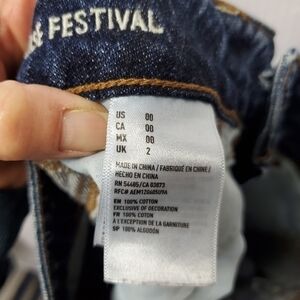 & FESTIVAL
US 00
CA 00
MX 00
UK 2
MADE IN CHINA / FABRIQUÉ EN CHINE /
HECHO EN CHINA
RN 54485/CA 03873
EN 100% COTTON
EXCLUSIVE OF DECORATION
FR 100% COTON
À L'EXCEPTION DE LA GARNITURE
SP 100% ALGODÓN